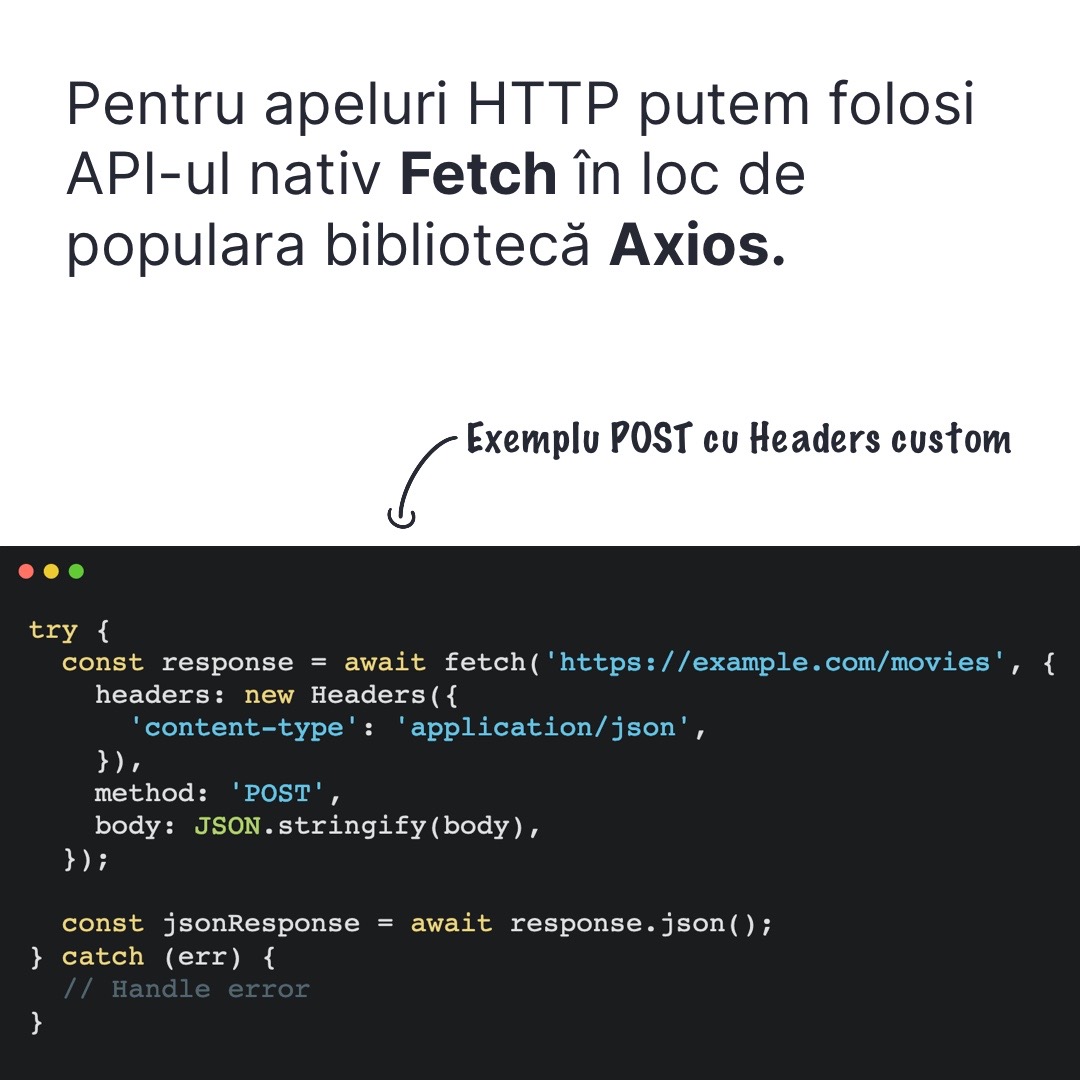 Pentru apeluri HTTP putem folosi
API-ul nativ Fetch în loc de
populara bibliotecă Axios.
Exemplu POST cu Headers custom
try {
  const response = await fetch('https://example.com/movies', {
    headers: new Headers({
      'content-type': 'application/json',
    }),
    method: 'POST',
    body: JSON.stringify(body),
  });

  const jsonResponse = await response.json();
} catch (err) {
  // Handle error
}